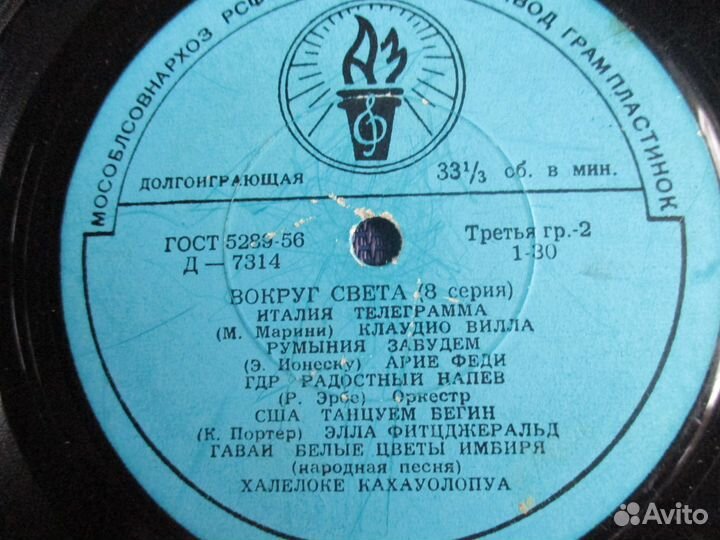 МОСОБЛСОВНАРХОЗ РСФ
ВОД ГРАМПЛАСТИНОК
АЗ
ДОЛГОИГРАЮЩАЯ 33⅓ об. в мин.
ГОСТ 5289-56 Третья гр.-2
Д — 7314 1-30
ВОКРУГ СВЕТА (8 серия)
ИТАЛИЯ ТЕЛЕГРАММА
(М. Марини) КЛАУДИО ВИЛЛА
РУМЫНИЯ ЗАБУДЕМ
(Э. Ионеску) АРИЕ ФЕДИ
ГДР РАДОСТНЫЙ НАПЕВ
(Р. Эрбе) Оркестр
США ТАНЦУЕМ БЕГИН
(К. Портер) ЭЛЛА ФИТЦДЖЕРАЛЬД
ГАВАИ БЕЛЫЕ ЦВЕТЫ ИМБИРЯ
(народная песня)
ХАЛЕЛОКЕ КАХАУОЛОПУА
Avito